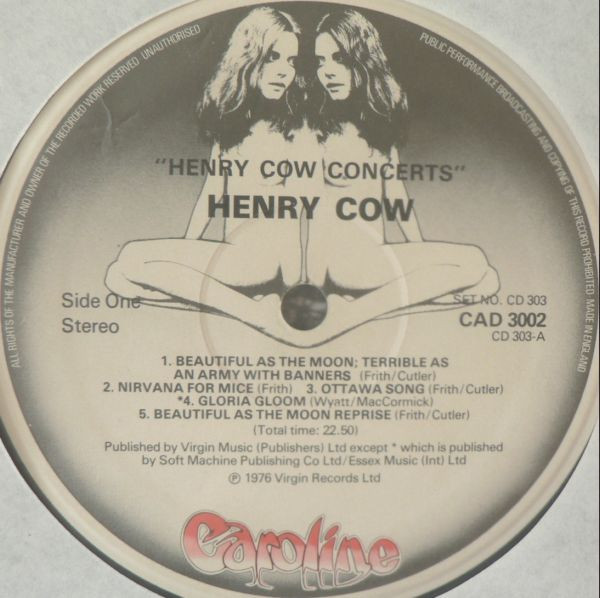 ALL RIGHTS OF THE MANUFACTURER AND OWNER OF THE RECORDED WORK RESERVED UNAUTHORISED
PUBLIC PERFORMANCE BROADCASTING AND COPYING OF THIS RECORD PROHIBITED. MADE IN ENGLAND
"HENRY COW CONCERTS"
HENRY COW
Side One
Stereo
SET NO. CD 303
CAD 3002
CD 303-A
1. BEAUTIFUL AS THE MOON; TERRIBLE AS
AN ARMY WITH BANNERS (Frith/Cutler)
2. NIRVANA FOR MICE (Frith) 3. OTTAWA SONG (Frith/Cutler)
*4. GLORIA GLOOM (Wyatt/MacCormick)
5. BEAUTIFUL AS THE MOON REPRISE (Frith/Cutler)
(Total time: 22.50)
Published by Virgin Music (Publishers) Ltd except * which is published
by Soft Machine Publishing Co Ltd/Essex Music (Int) Ltd
℗ 1976 Virgin Records Ltd
Caroline